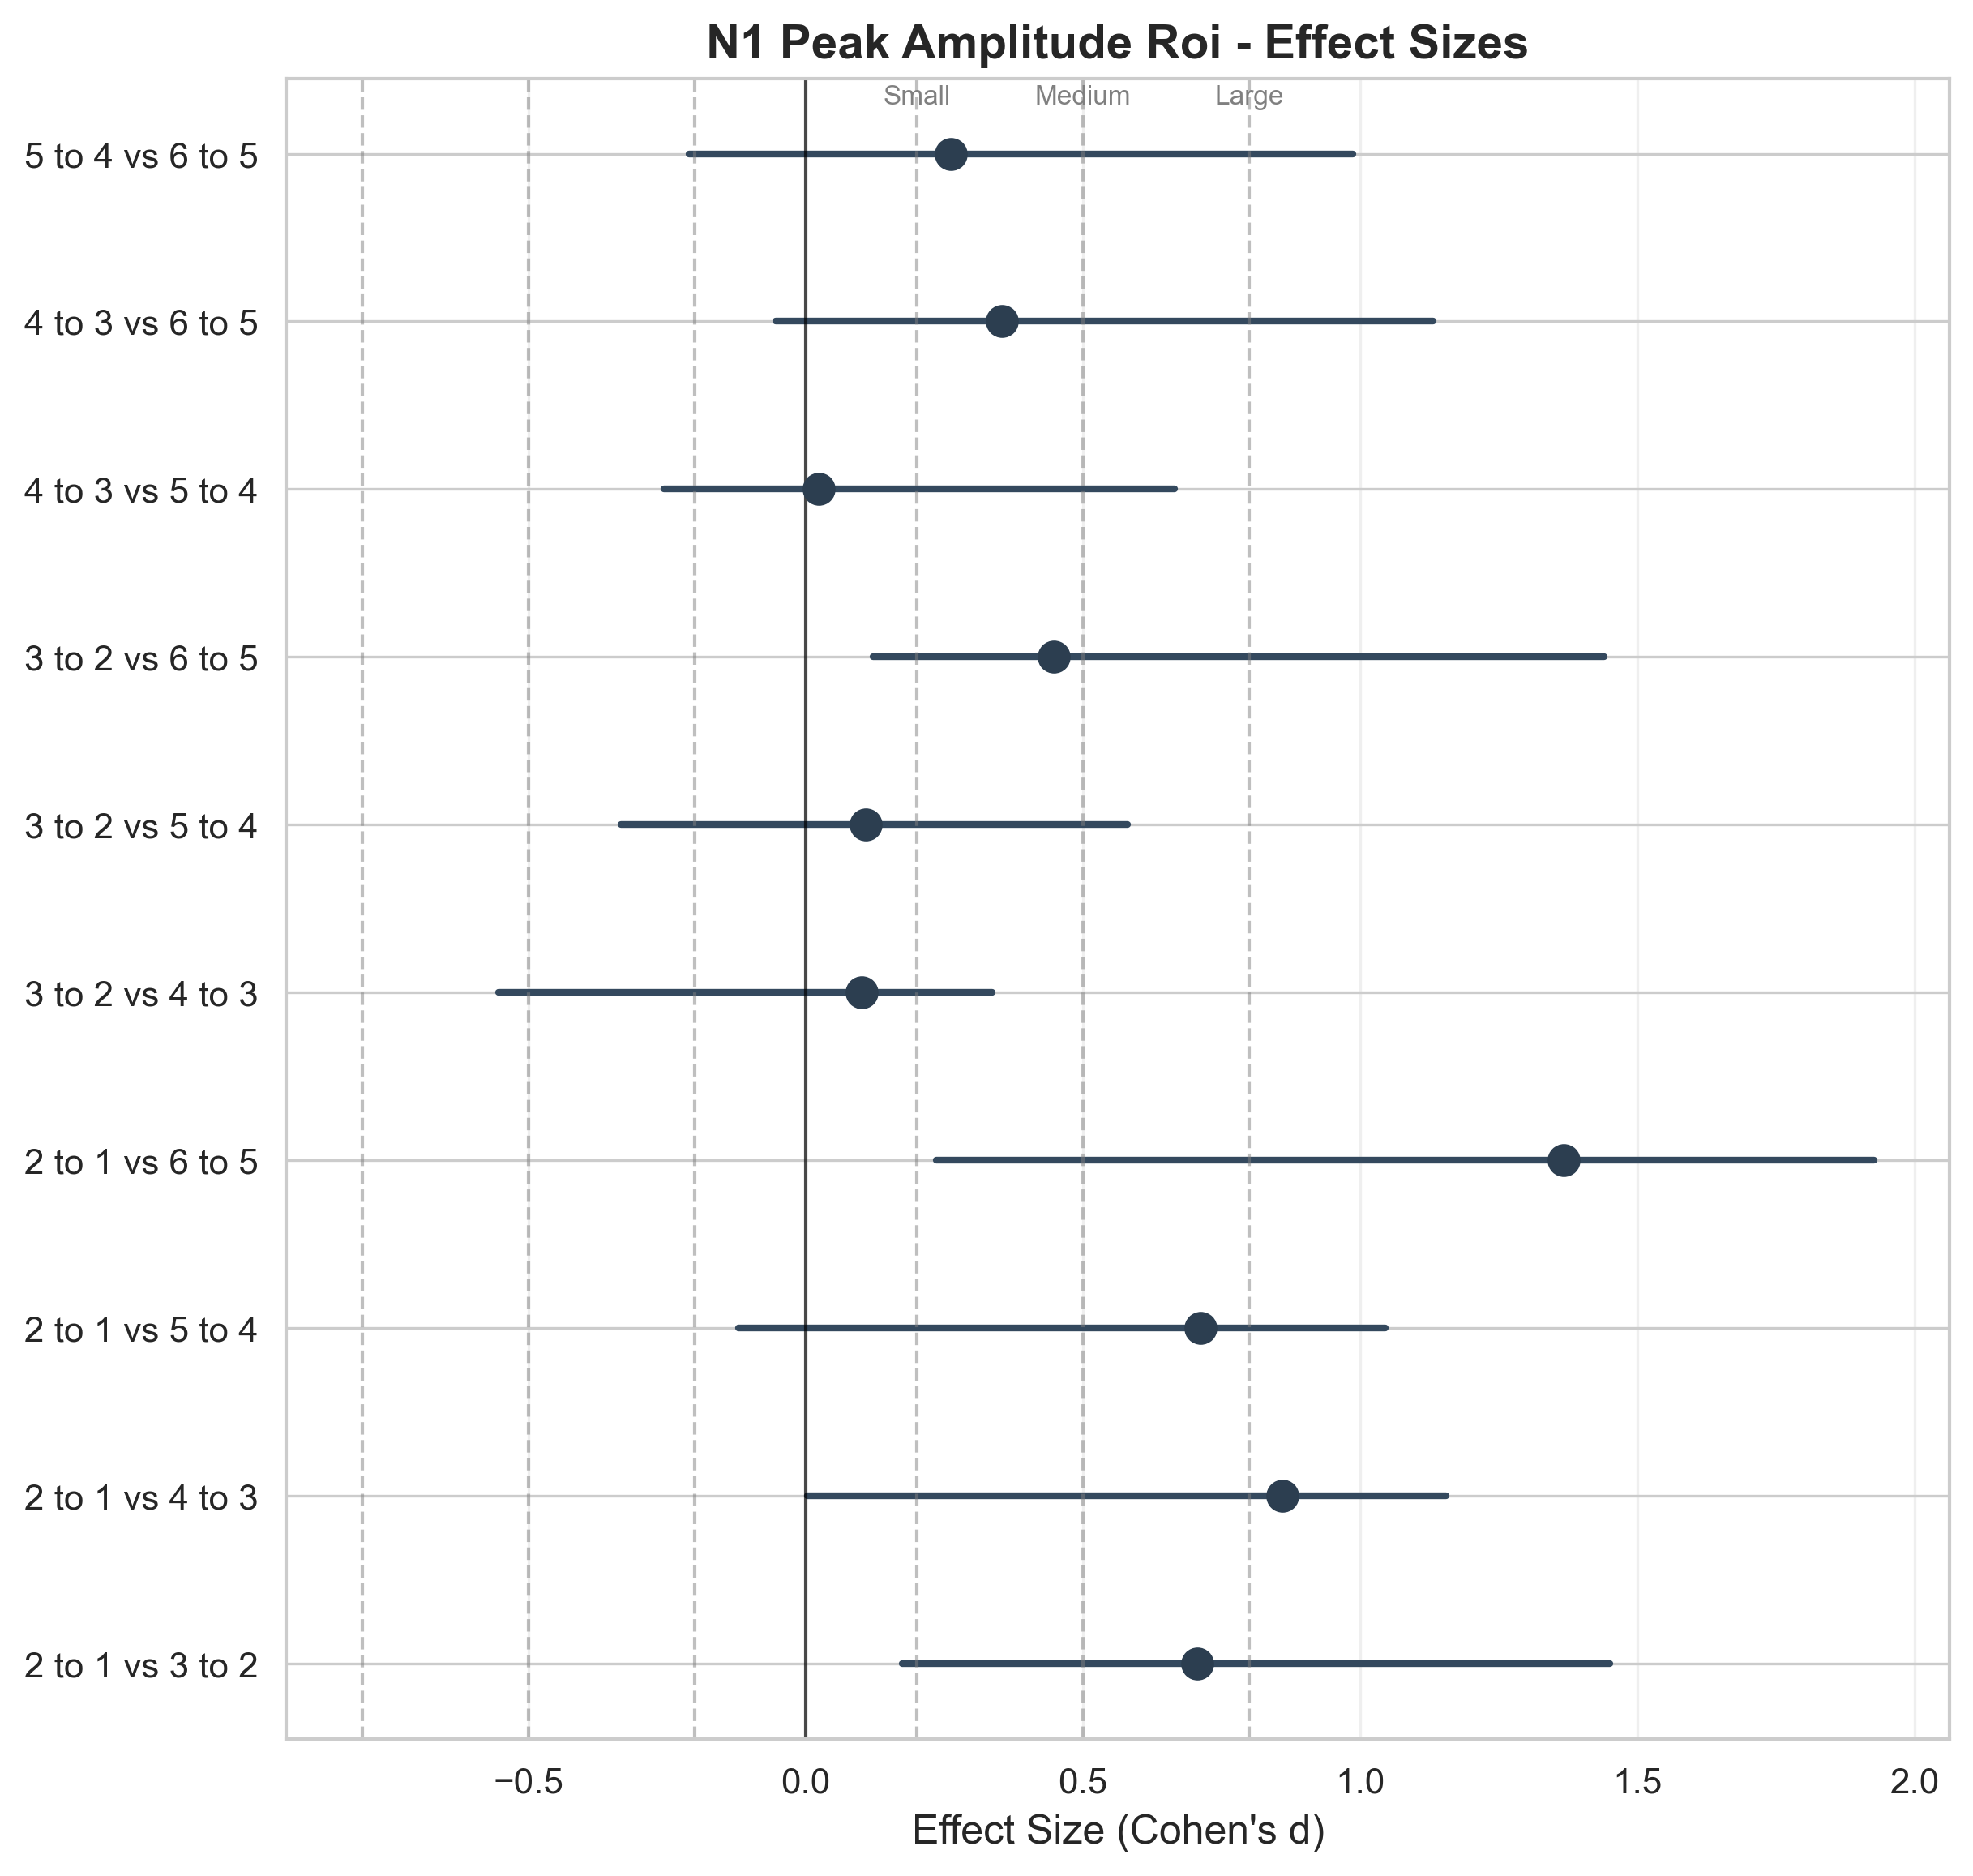 N1 Peak Amplitude Roi - Effect Sizes
Small Medium Large
5 to 4 vs 6 to 5
4 to 3 vs 6 to 5
4 to 3 vs 5 to 4
3 to 2 vs 6 to 5
3 to 2 vs 5 to 4
3 to 2 vs 4 to 3
2 to 1 vs 6 to 5
2 to 1 vs 5 to 4
2 to 1 vs 4 to 3
2 to 1 vs 3 to 2
−0.5 0.0 0.5 1.0 1.5 2.0
Effect Size (Cohen's d)